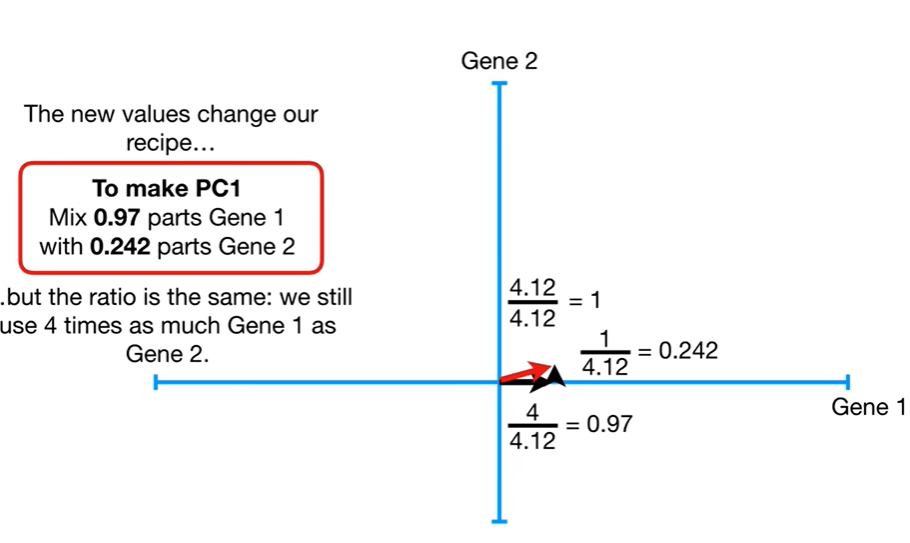 Gene 2
The new values change our
recipe…
To make PC1
Mix 0.97 parts Gene 1
with 0.242 parts Gene 2
.but the ratio is the same: we still
use 4 times as much Gene 1 as
Gene 2.
4.12
4.12
= 1
1
4.12
= 0.242
Gene 1
4
4.12
= 0.97